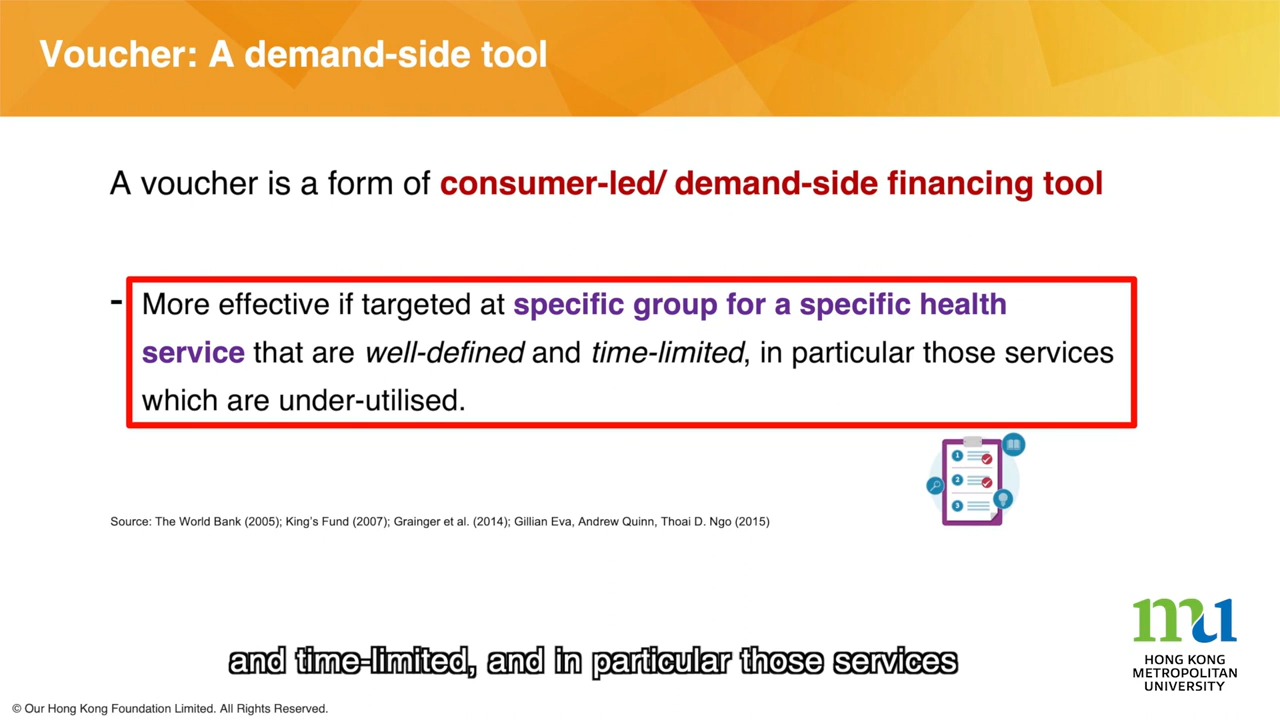 Voucher: A demand-side tool
A voucher is a form of consumer-led/ demand-side financing tool
- More effective if targeted at specific group for a specific health
service that are well-defined and time-limited, in particular those services
which are under-utilised.
1
2
3
Source: The World Bank (2005); King's Fund (2007); Grainger et al. (2014); Gillian Eva, Andrew Quinn, Thoai D. Ngo (2015)
and time-limited, and in particular those services
mu
HONG KONG
METROPOLITAN
UNIVERSITY
© Our Hong Kong Foundation Limited. All Rights Reserved.